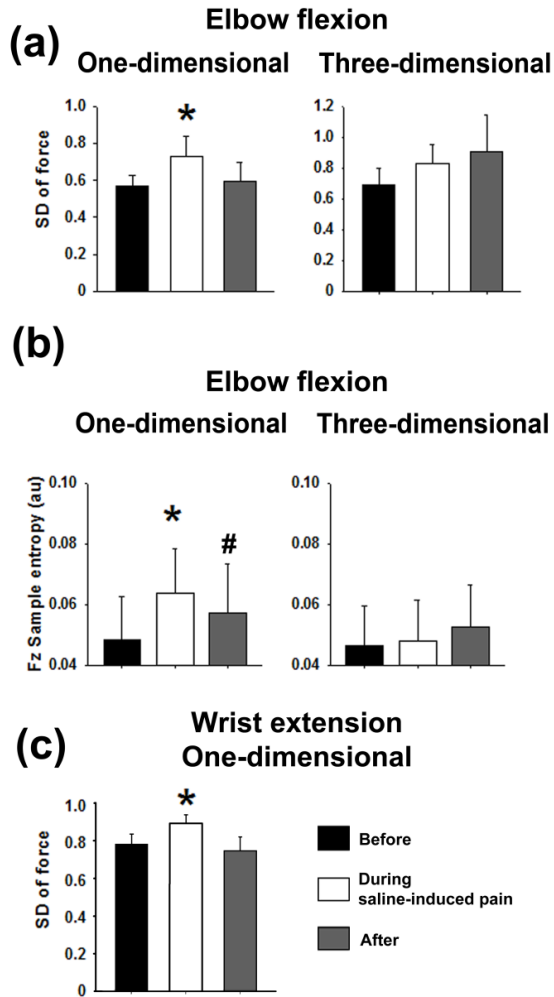 (a)
Elbow flexion
One-dimensional Three-dimensional
SD of force
1.0
0.8
0.6
0.4
0.2
0
*
1.2
1.0
0.8
0.6
0.4
0.2
0
(b)
Elbow flexion
One-dimensional Three-dimensional
Fz Sample entropy (au)
0.10
0.08
0.06
0.04
*
#
0.10
0.08
0.06
0.04
(c)
Wrist extension
One-dimensional
SD of force
1.0
0.8
0.6
0.4
0.2
0
*
Before
During
saline-induced pain
After